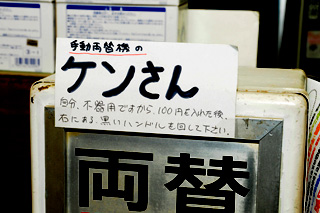 手動両替機の
ケンさん
自分、不器用ですから、100円を入れた後、
右にある、黒いハンドルを回して下さい。
両替